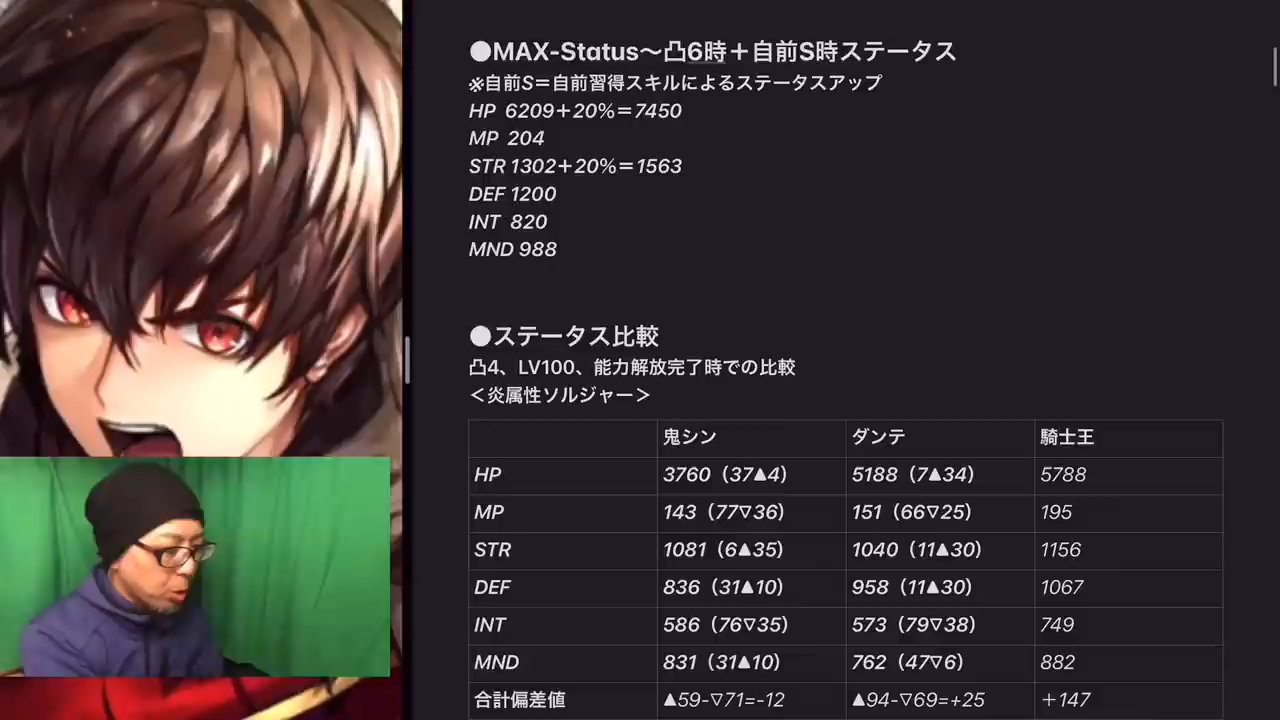 ●MAX-Status〜凸6時＋自前S時ステータス
※自前S＝自前習得スキルによるステータスアップ
HP 6209＋20%＝7450
MP 204
STR 1302＋20%＝1563
DEF 1200
INT 820
MND 988
●ステータス比較
凸4、LV100、能力解放完了時での比較
＜炎属性ソルジャー＞
鬼シン ダンテ 騎士王
HP 3760（37▲4） 5188（7▲34） 5788
MP 143（77▽36） 151（66▽25） 195
STR 1081（6▲35） 1040（11▲30） 1156
DEF 836（31▲10） 958（11▲30） 1067
INT 586（76▽35） 573（79▽38） 749
MND 831（31▲10） 762（47▽6） 882
合計偏差値 ▲59-▽71=-12 ▲94-▽69=+25 ＋147